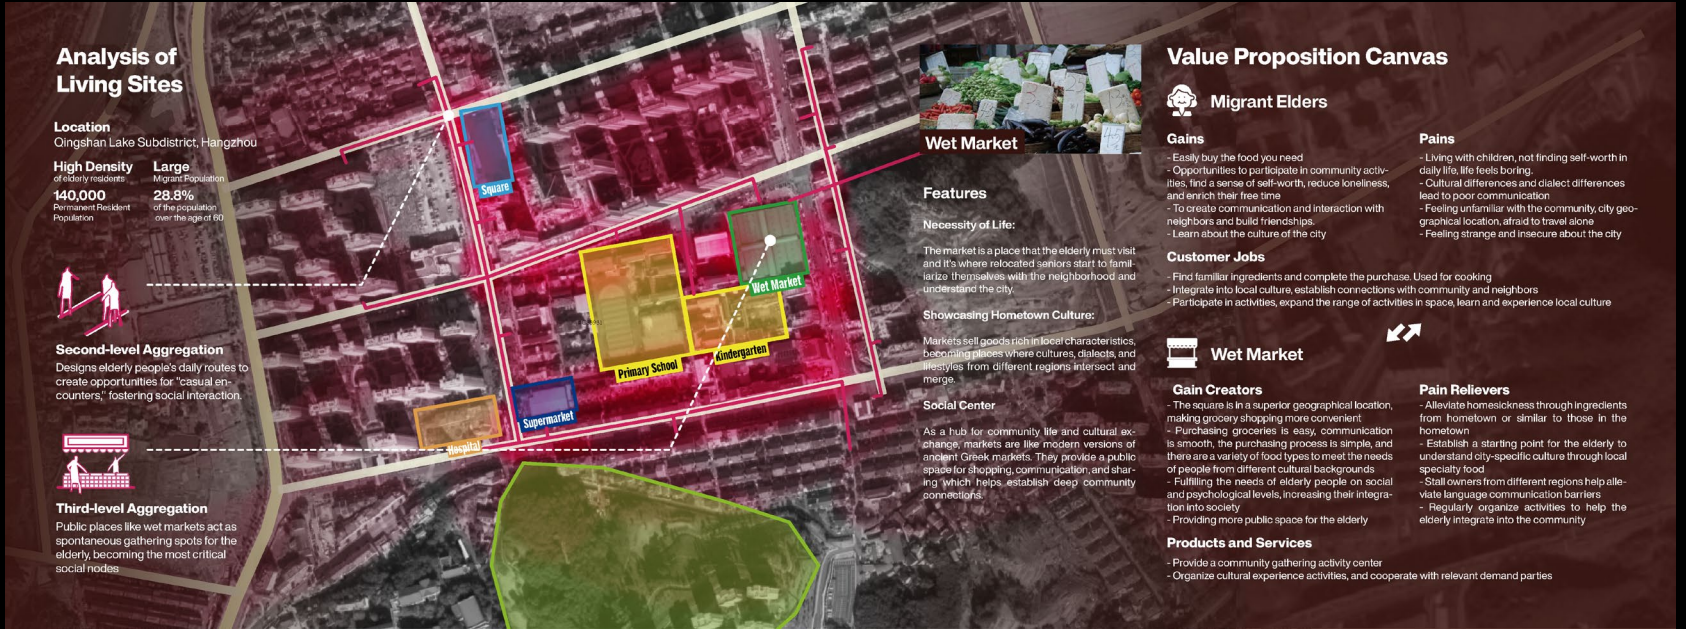 Analysis of
Living Sites
Location
Qingshan Lake Subdistrict, Hangzhou
High Density
of elderly residents
140,000
Permanent Resident
Population
Large
Migrant Population
28.8%
of the population
over the age of 60
Second-level Aggregation
Designs elderly people's daily routes to
create opportunities for "casual en-
counters," fostering social interaction.
Third-level Aggregation
Public places like wet markets act as
spontaneous gathering spots for the
elderly, becoming the most critical
social nodes
Square
Wet Market
Primary School
Kindergarten
Supermarket
Hospital
Wet Market
Features
Necessity of Life:
The market is a place that the elderly must visit
and it's where relocated seniors start to famil-
iarize themselves with the neighborhood and
understand the city.
Showcasing Hometown Culture:
Markets sell goods rich in local characteristics,
becoming places where cultures, dialects, and
lifestyles from different regions intersect and
merge.
Social Center
As a hub for community life and cultural ex-
change, markets are like modern versions of
ancient Greek markets. They provide a public
space for shopping, communication, and shar-
ing which helps establish deep community
connections.
Value Proposition Canvas
Migrant Elders
Gains
- Easily buy the food you need
- Opportunities to participate in community activ-
ities, find a sense of self-worth, reduce loneliness,
and enrich their free time
- To create communication and interaction with
neighbors and build friendships.
- Learn about the culture of the city
Pains
- Living with children, not finding self-worth in
daily life, life feels boring.
- Cultural differences and dialect differences
lead to poor communication
- Feeling unfamiliar with the community, city geo-
graphical location, afraid to travel alone
- Feeling strange and insecure about the city
Customer Jobs
- Find familiar ingredients and complete the purchase. Used for cooking
- Integrate into local culture, establish connections with community and neighbors
- Participate in activities, expand the range of activities in space, learn and experience local culture
Wet Market
Gain Creators
- The square is in a superior geographical location,
making grocery shopping more convenient
- Purchasing groceries is easy, communication
is smooth, the purchasing process is simple, and
there are a variety of food types to meet the needs
of people from different cultural backgrounds
- Fulfilling the needs of elderly people on social
and psychological levels, increasing their integra-
tion into society
- Providing more public space for the elderly
Pain Relievers
- Alleviate homesickness through ingredients
from hometown or similar to those in the
hometown
- Establish a starting point for the elderly to
understand city-specific culture through local
specialty food
- Stall owners from different regions help alle-
viate language communication barriers
- Regularly organize activities to help the
elderly integrate into the community
Products and Services
- Provide a community gathering activity center
- Organize cultural experience activities, and cooperate with relevant demand parties